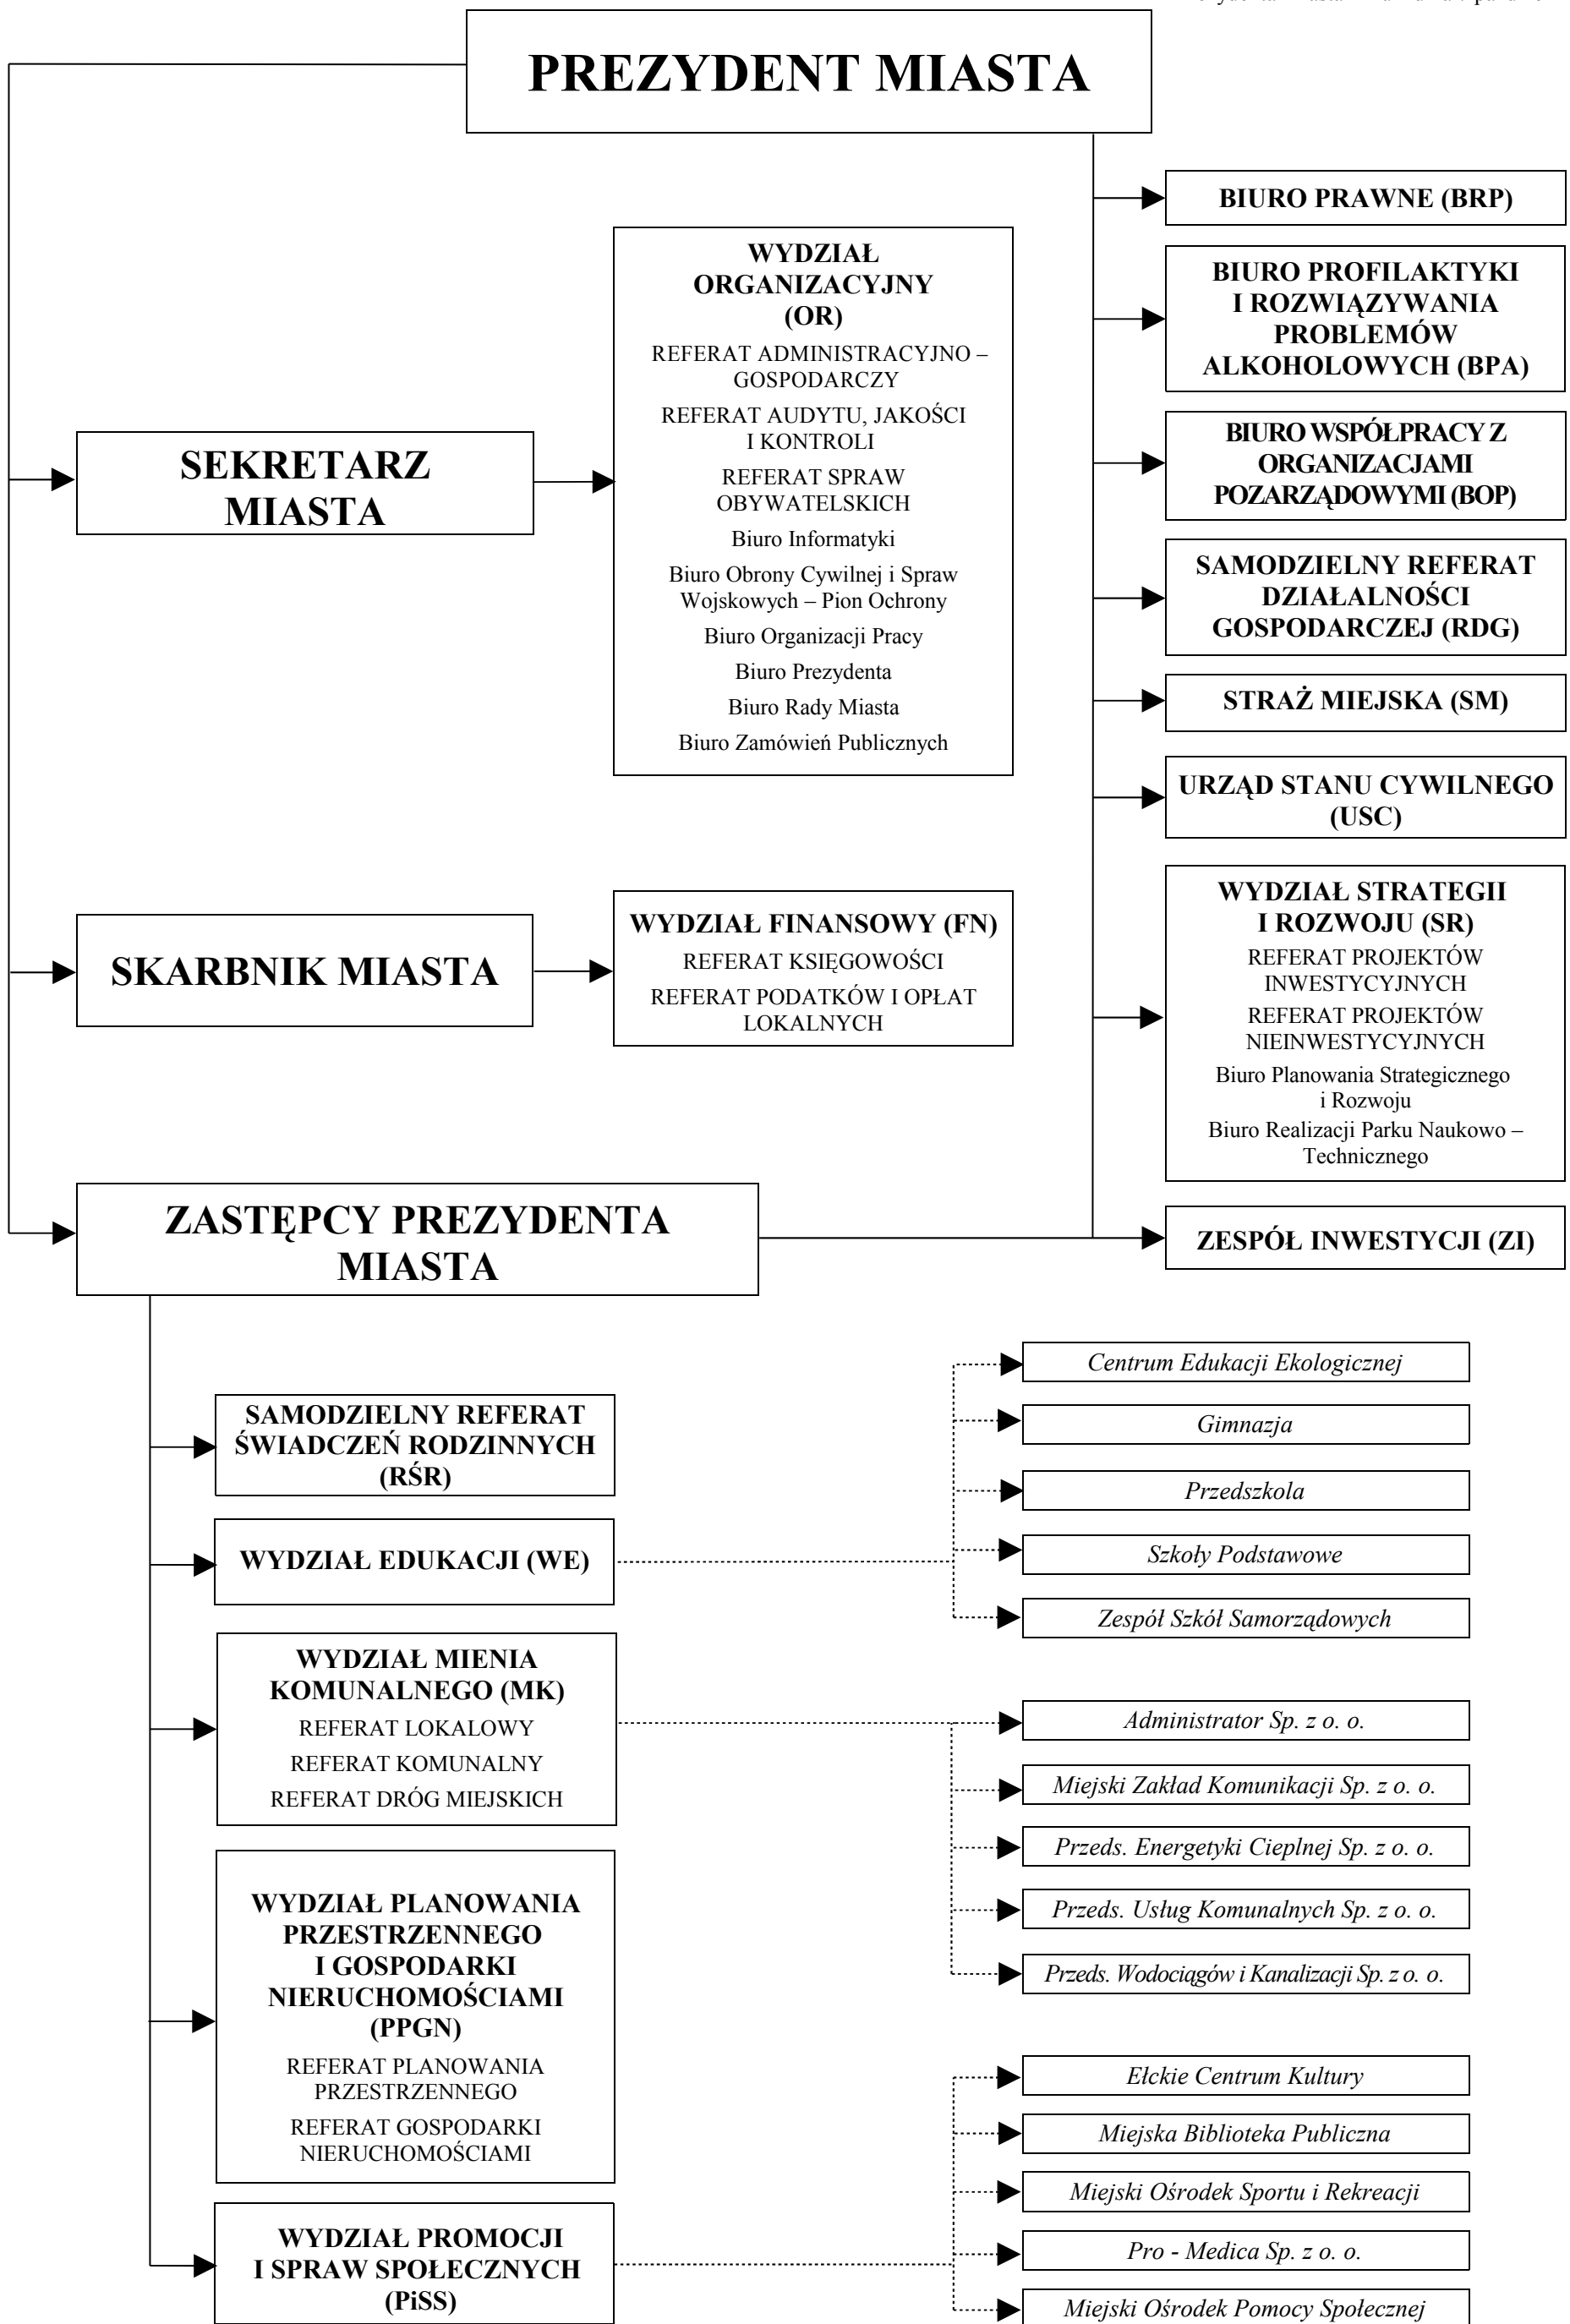 PREZYDENT MIASTA
BIURO PRAWNE (BRP)
BIURO PROFILAKTYKI
I ROZWIĄZYWANIA
PROBLEMÓW
ALKOHOLOWYCH (BPA)
BIURO WSPÓŁPRACY Z
ORGANIZACJAMI
POZARZĄDOWYMI (BOP)
SAMODZIELNY REFERAT
DZIAŁALNOŚCI
GOSPODARCZEJ (RDG)
STRAŻ MIEJSKA (SM)
URZĄD STANU CYWILNEGO
(USC)
WYDZIAŁ STRATEGII
I ROZWOJU (SR)
REFERAT PROJEKTÓW
INWESTYCYJNYCH
REFERAT PROJEKTÓW
NIEINWESTYCYJNYCH
Biuro Planowania Strategicznego
i Rozwoju
Biuro Realizacji Parku Naukowo –
Technicznego
ZESPÓŁ INWESTYCJI (ZI)
SEKRETARZ
MIASTA
WYDZIAŁ
ORGANIZACYJNY
(OR)
REFERAT ADMINISTRACYJNO –
GOSPODARCZY
REFERAT AUDYTU, JAKOŚCI
I KONTROLI
REFERAT SPRAW
OBYWATELSKICH
Biuro Informatyki
Biuro Obrony Cywilnej i Spraw
Wojskowych – Pion Ochrony
Biuro Organizacji Pracy
Biuro Prezydenta
Biuro Rady Miasta
Biuro Zamówień Publicznych
SKARBNIK MIASTA
WYDZIAŁ FINANSOWY (FN)
REFERAT KSIĘGOWOŚCI
REFERAT PODATKÓW I OPŁAT
LOKALNYCH
ZASTĘPCY PREZYDENTA
MIASTA
SAMODZIELNY REFERAT
ŚWIADCZEŃ RODZINNYCH
(RŚR)
WYDZIAŁ EDUKACJI (WE)
Centrum Edukacji Ekologicznej
Gimnazja
Przedszkola
Szkoły Podstawowe
Zespół Szkół Samorządowych
WYDZIAŁ MIENIA
KOMUNALNEGO (MK)
REFERAT LOKALOWY
REFERAT KOMUNALNY
REFERAT DRÓG MIEJSKICH
Administrator Sp. z o. o.
Miejski Zakład Komunikacji Sp. z o. o.
Przeds. Energetyki Cieplnej Sp. z o. o.
Przeds. Usług Komunalnych Sp. z o. o.
Przeds. Wodociągów i Kanalizacji Sp. z o. o.
WYDZIAŁ PLANOWANIA
PRZESTRZENNEGO
I GOSPODARKI
NIERUCHOMOŚCIAMI
(PPGN)
REFERAT PLANOWANIA
PRZESTRZENNEGO
REFERAT GOSPODARKI
NIERUCHOMOŚCIAMI
WYDZIAŁ PROMOCJI
I SPRAW SPOŁECZNYCH
(PiSS)
Ełckie Centrum Kultury
Miejska Biblioteka Publiczna
Miejski Ośrodek Sportu i Rekreacji
Pro - Medica Sp. z o. o.
Miejski Ośrodek Pomocy Społecznej